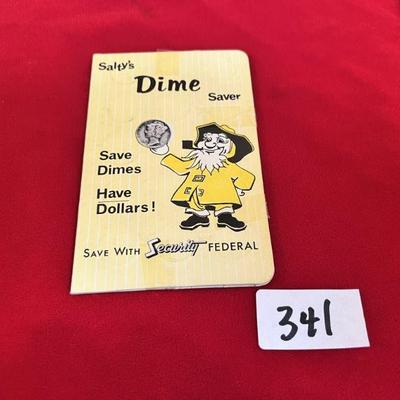 Salty's
Dime
Saver
Save
Dimes
Have
Dollars!
SAVE WITH Security FEDERAL
341